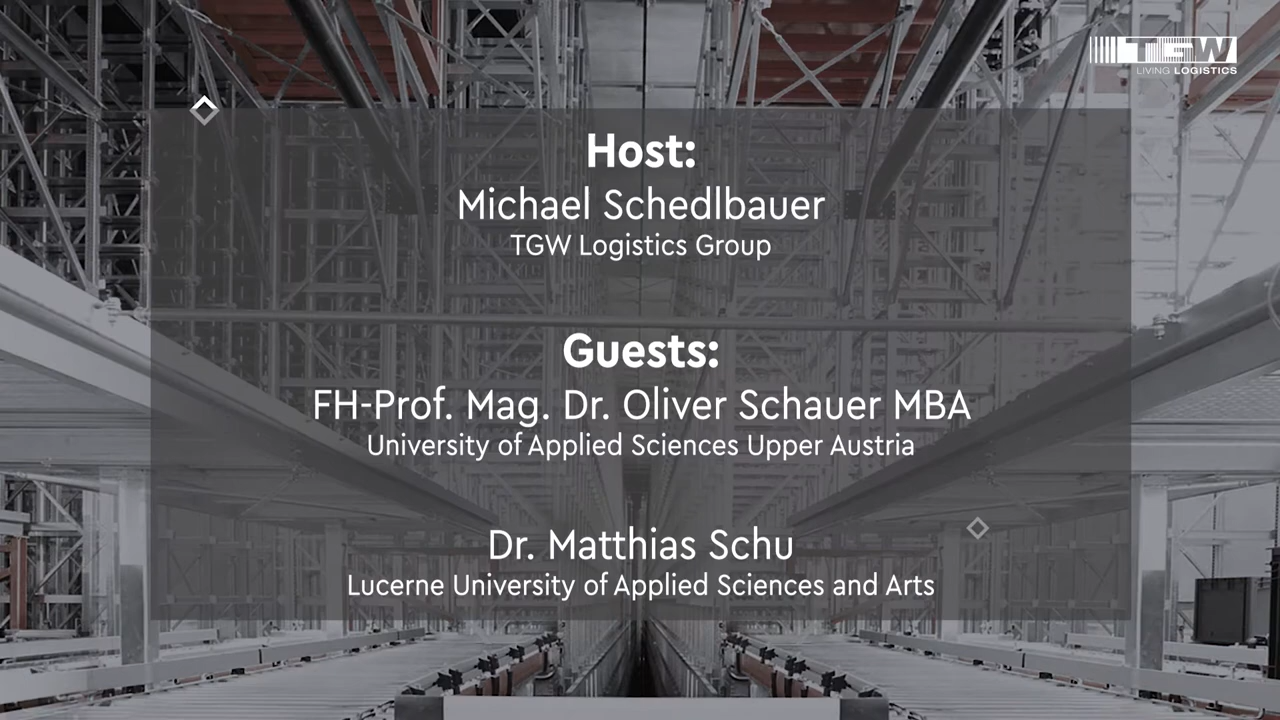 TGW
LIVING LOGISTICS
Host:
Michael Schedlbauer
TGW Logistics Group
Guests:
FH-Prof. Mag. Dr. Oliver Schauer MBA
University of Applied Sciences Upper Austria
Dr. Matthias Schu
Lucerne University of Applied Sciences and Arts